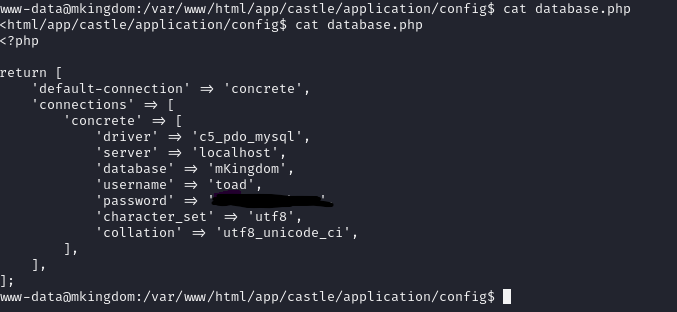 www-data@mkingdom:/var/www/html/app/castle/application/config$ cat database.php
<html/app/castle/application/config$ cat database.php
<?php
return [
'default-connection' => 'concrete',
'connections' => [
'concrete' => [
'driver' => 'c5_pdo_mysql',
'server' => 'localhost',
'database' => 'mKingdom',
'username' => 'toad',
'password' => '
'character_set' => 'utf8',
'collation' => 'utf8_unicode_ci',
],
],
];
www-data@mkingdom:/var/www/html/app/castle/application/config$